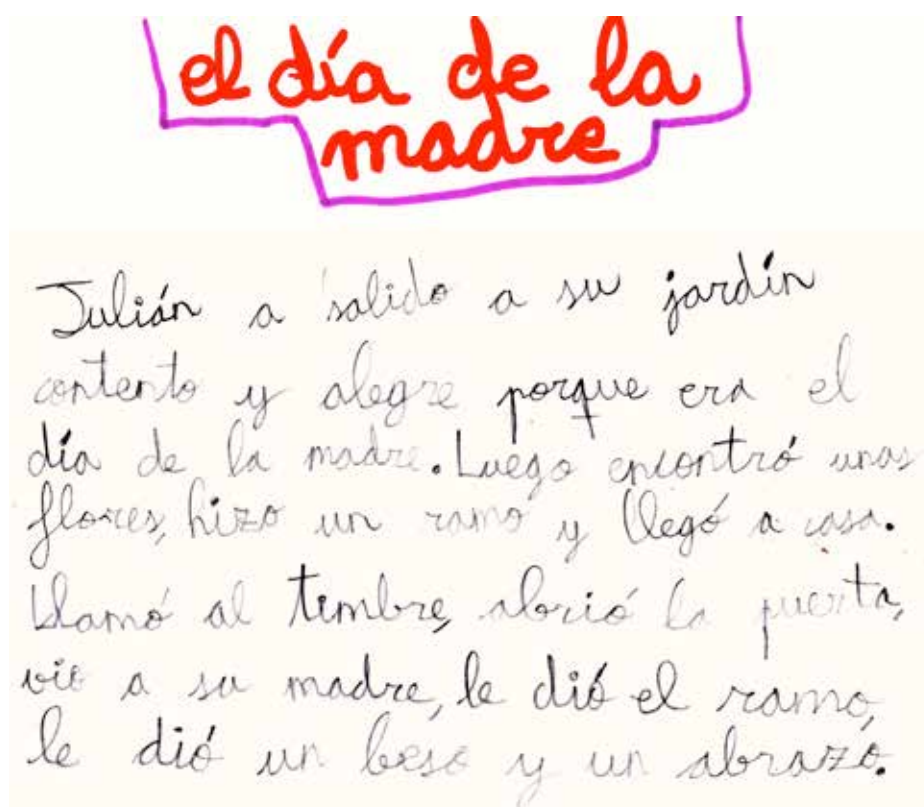 el día de la
madre
Julián a salido a su jardín
contento y alegre porque era el
día de la madre. Luego encontró unas
flores, hizo un ramo y llegó a casa.
Llamó al timbre, abrió la puerta,
vio a su madre, le dió el ramo,
le dió un beso y un abrazó.